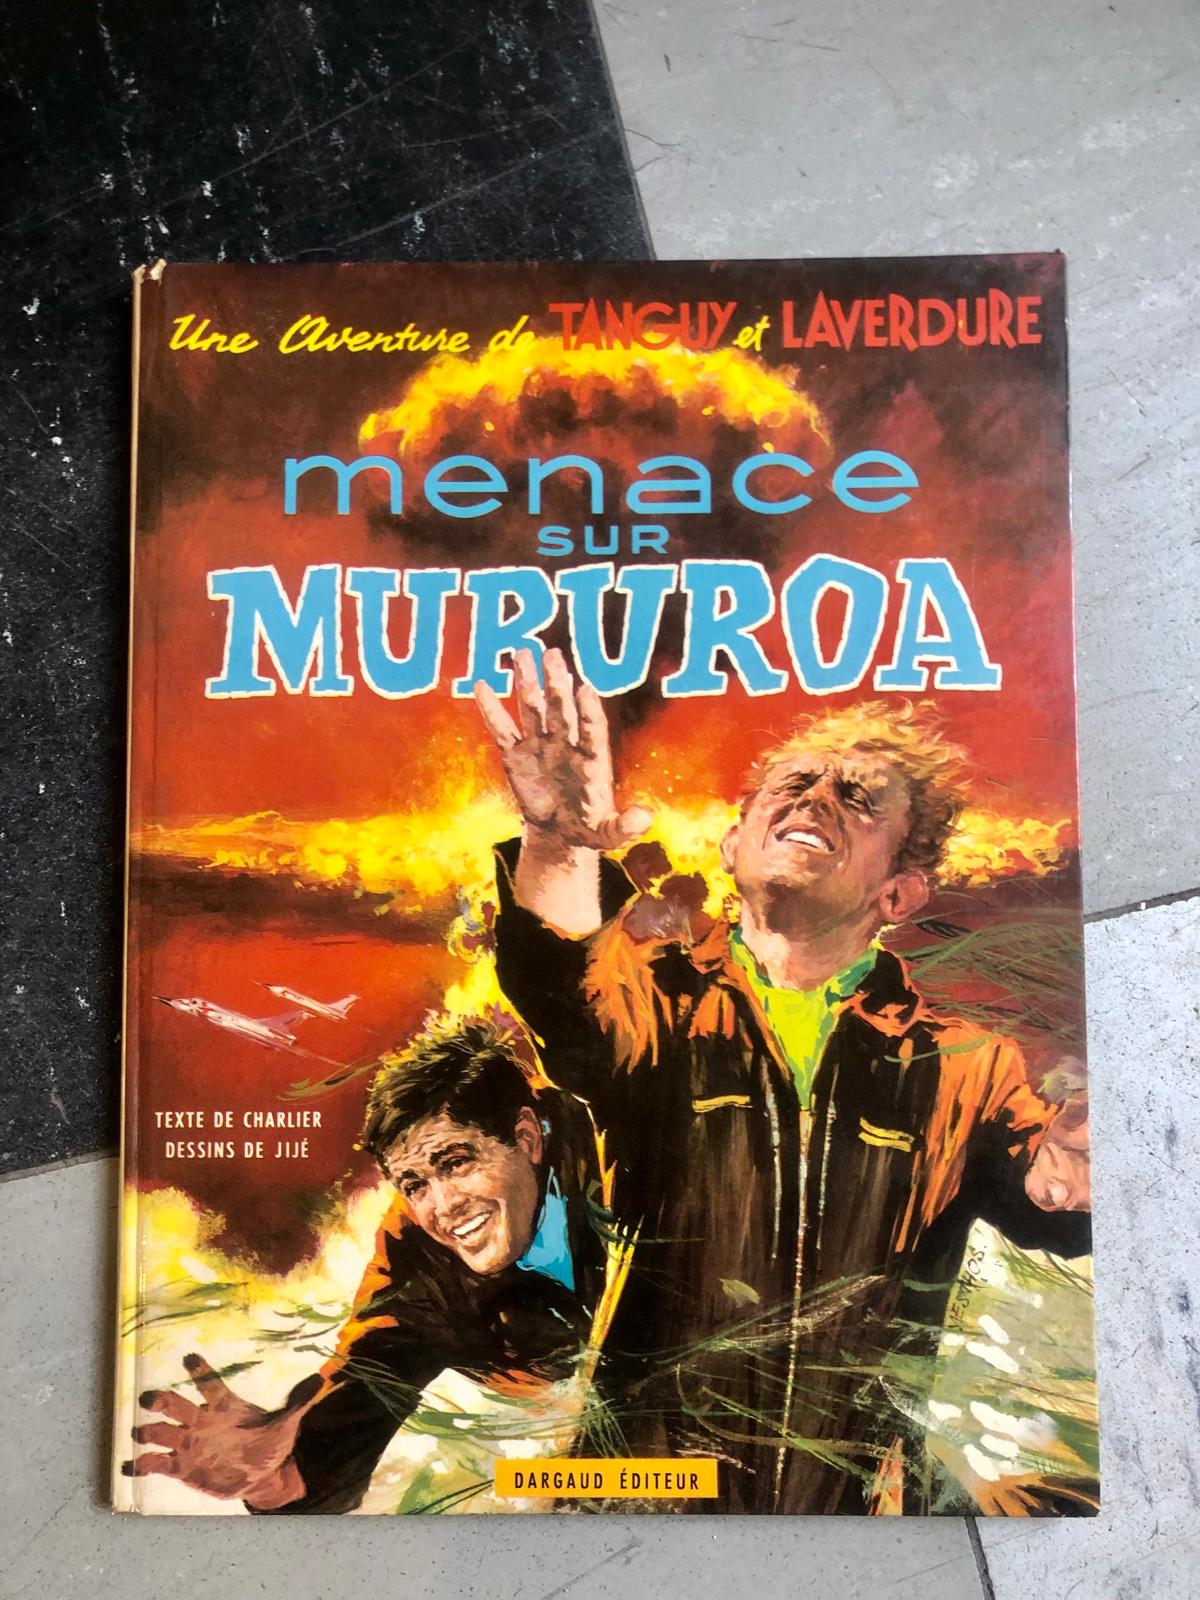 Une Aventure de TANGUY et LAVERDURE
menace
SUR
MURUROA
TEXTE DE CHARLIER
DESSINS DE JIJÉ
DARGAUD ÉDITEUR